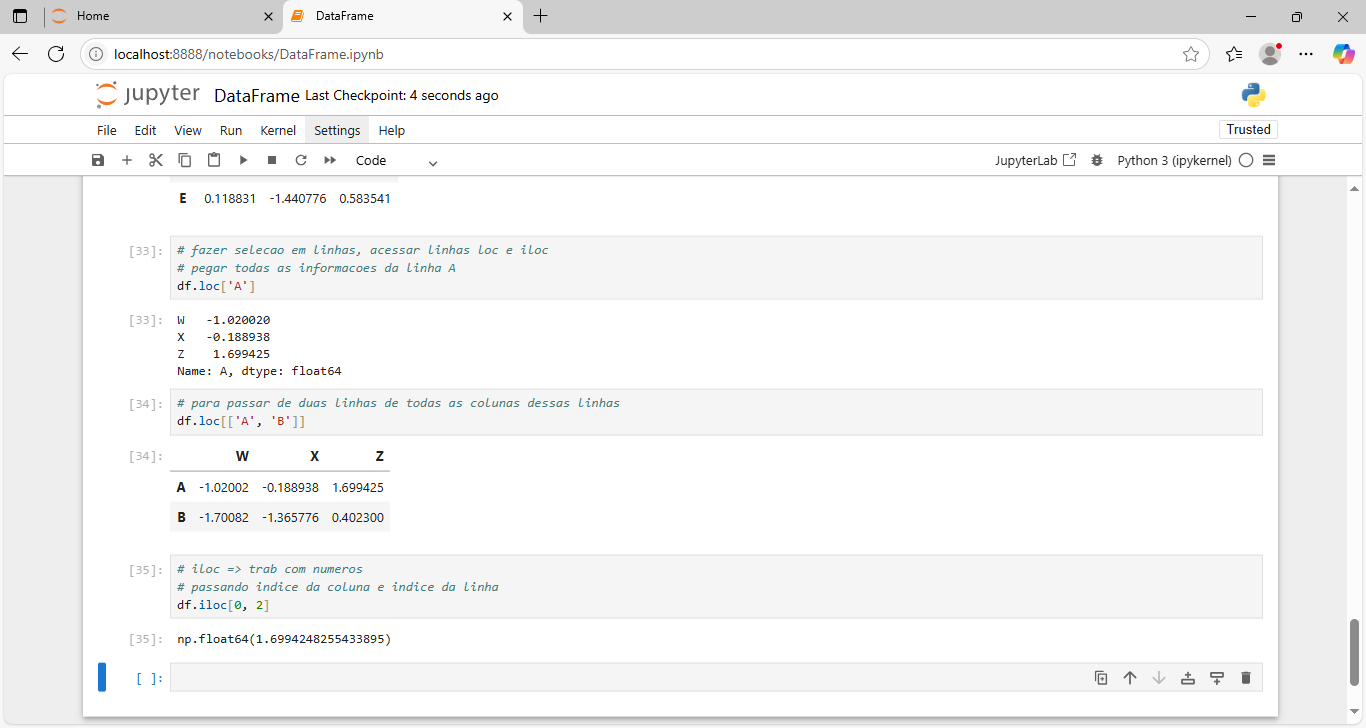 Home
DataFrame
localhost:8888/notebooks/DataFrame.ipynb
jupyter DataFrame Last Checkpoint: 4 seconds ago
File Edit View Run Kernel Settings Help
Trusted
Code
JupyterLab
Python 3 (ipykernel)
E 0.118831 -1.440776 0.583541
[33]: # fazer selecao em linhas, acessar linhas loc e iloc
# pegar todas as informacoes da linha A
df.loc['A']
[33]: W -1.020020
X -0.188938
Z 1.699425
Name: A, dtype: float64
[34]: # para passar de duas linhas de todas as colunas dessas linhas
df.loc[['A', 'B']]
[34]: W X Z
A -1.02002 -0.188938 1.699425
B -1.70082 -1.365776 0.402300
[35]: # iloc => trab com numeros
# passando indice da coluna e indice da linha
df.iloc[0, 2]
[35]: np.float64(1.6994248255433895)
[ ]: